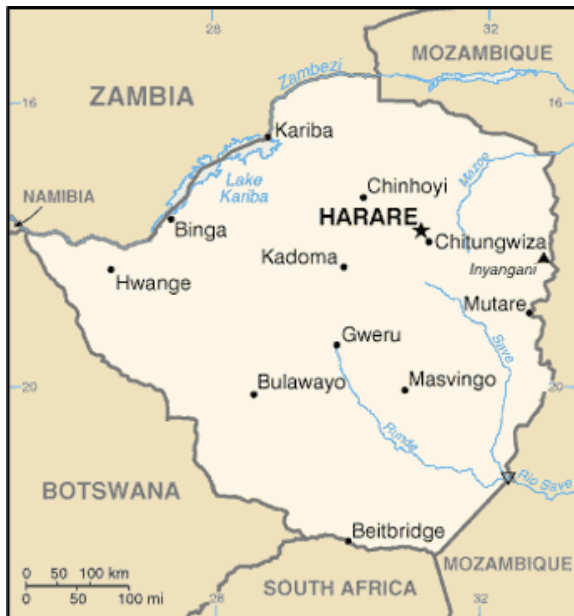 28
32
MOZAMBIQUE
Zambezi
ZAMBIA
16
16
Kariba
Lake
Kariba
Mazoe
Chinhoyi
NAMIBIA
HARARE
Binga
Chitungwiza
Kadoma
Inyangani
Hwange
Mutare
Gweru
Save
20
Bulawayo
Masvingo
20
Runde
Rio Save
BOTSWANA
Beitbridge
MOZAMBIQUE
0 50 100 km
0 50 100 mi
28
SOUTH AFRICA
32